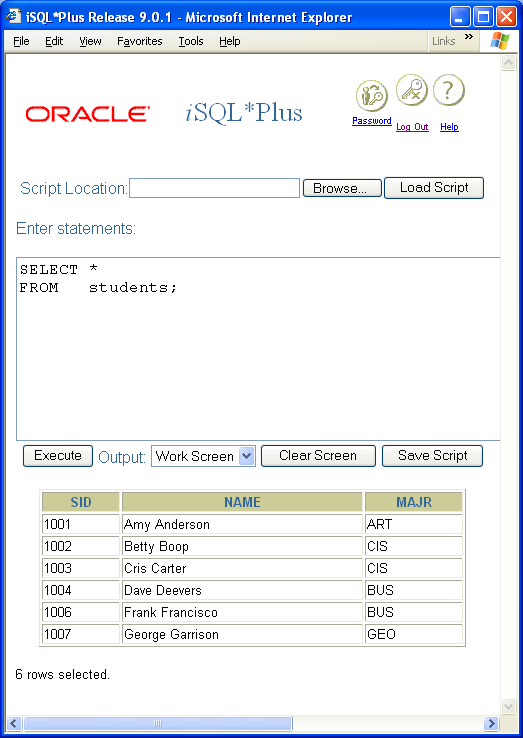 iSQL*Plus Release 9.0.1 - Microsoft Internet Explorer
File Edit View Favorites Tools Help Links »
ORACLE® iSQL*Plus
Password Log Out Help
Script Location: Browse... Load Script
Enter statements:
SELECT *
FROM students;
Execute Output: Work Screen Clear Screen Save Script
SID NAME MAJR
1001 Amy Anderson ART
1002 Betty Boop CIS
1003 Cris Carter CIS
1004 Dave Deevers BUS
1006 Frank Francisco BUS
1007 George Garrison GEO
6 rows selected.